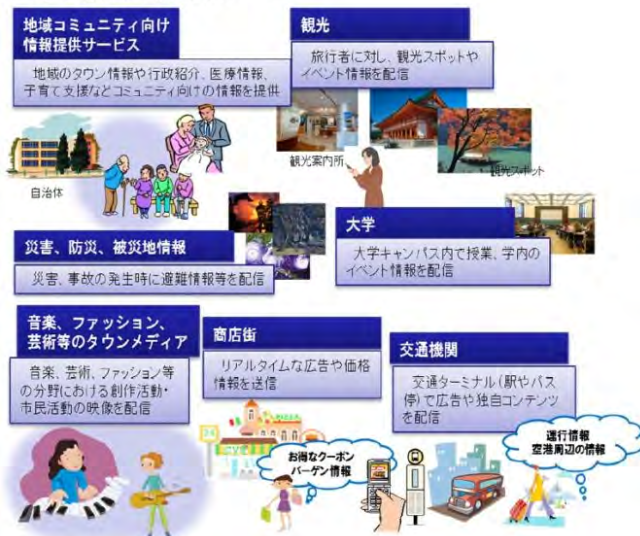 地域コミュニティ向け
情報提供サービス
地域のタウン情報や行政紹介、医療情報、
子育て支援などコミュニティ向けの情報を提供
自治体
観光
旅行者に対し、観光スポットや
イベント情報を配信
観光案内所
観光スポット
災害、防災、被災地情報
災害、事故の発生時に避難情報等を配信
大学
大学キャンパス内で授業、学内の
イベント情報を配信
音楽、ファッション、
芸術等のタウンメディア
音楽、芸術、ファッション等
の分野における創作活動・
市民活動の映像を配信
商店街
リアルタイムな広告や価格
情報を送信
お得なクーポン
バーゲン情報
交通機関
交通ターミナル（駅やバス
停）で広告や独自コンテンツ
を配信
運行情報
空港周辺の情報